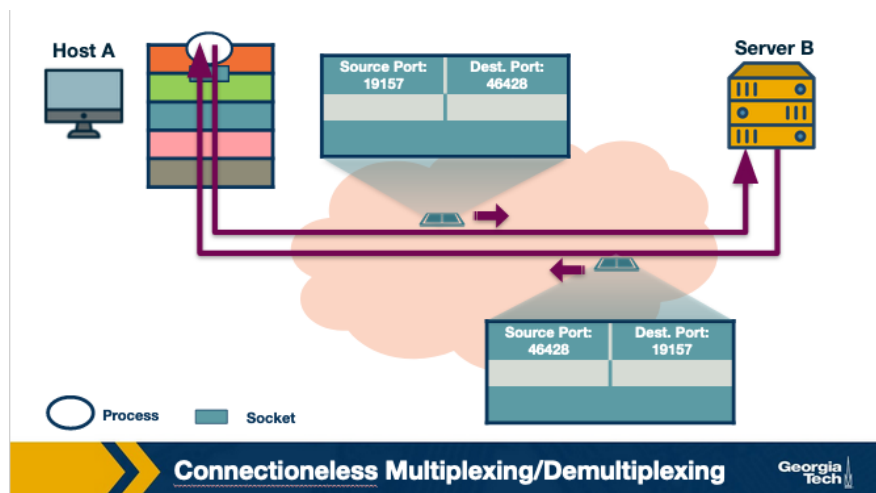 Host A
Source Port:
19157
Dest. Port:
46428
Server B
Source Port:
46428
Dest. Port:
19157
Process
Socket
Connectioneless Multiplexing/Demultiplexing
Georgia
Tech